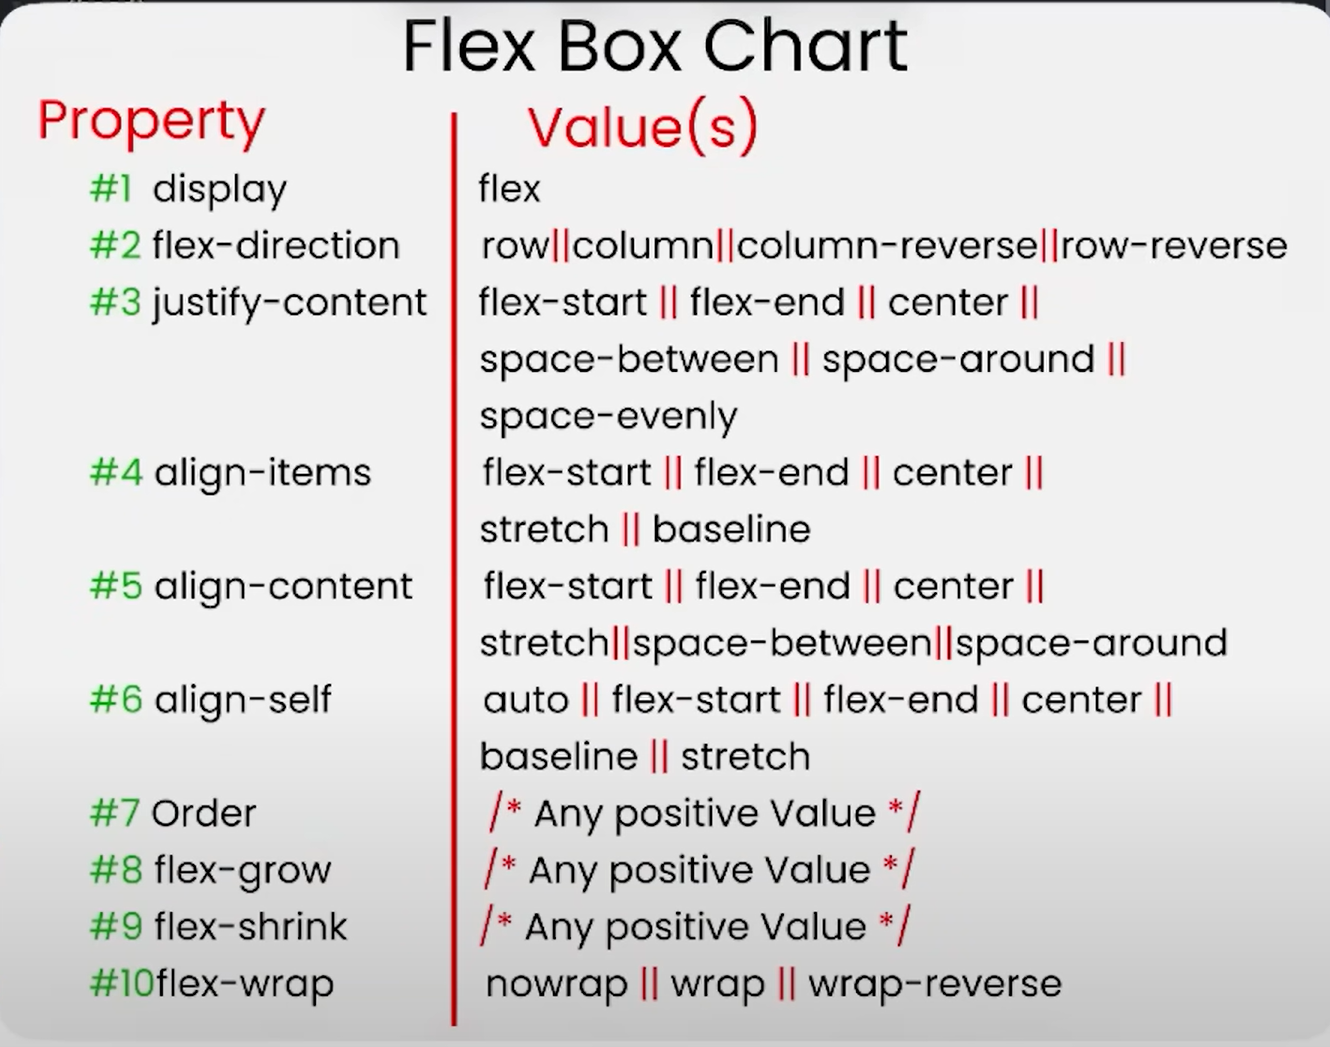 Flex Box Chart
Property Value(s)
#1 display flex
#2 flex-direction row||column||column-reverse||row-reverse
#3 justify-content flex-start || flex-end || center ||
space-between || space-around ||
space-evenly
#4 align-items flex-start || flex-end || center ||
stretch || baseline
#5 align-content flex-start || flex-end || center ||
stretch||space-between||space-around
#6 align-self auto || flex-start || flex-end || center ||
baseline || stretch
#7 Order /* Any positive Value */
#8 flex-grow /* Any positive Value */
#9 flex-shrink /* Any positive Value */
#10flex-wrap nowrap || wrap || wrap-reverse